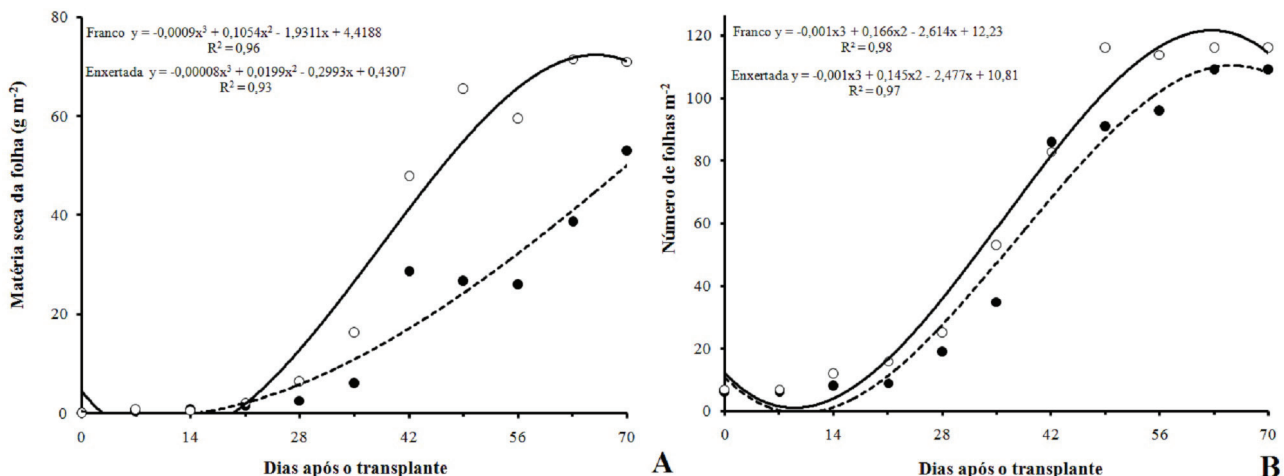 Franco y = -0,0009x³ + 0,1054x² - 1,9311x + 4,4188
R² = 0,96
Enxertada y = -0,00008x³ + 0,0199x² - 0,2993x + 0,4307
R² = 0,93
Matéria seca da folha (g m⁻²)
80
60
40
20
0
0 14 28 42 56 70
Dias após o transplante
A
Franco y = -0,001x3 + 0,166x2 - 2,614x + 12,23
R² = 0,98
Enxertada y = -0,001x3 + 0,145x2 - 2,477x + 10,81
R² = 0,97
Número de folhas m⁻²
120
100
80
60
40
20
0
0 14 28 42 56 70
Dias após o transplante
B